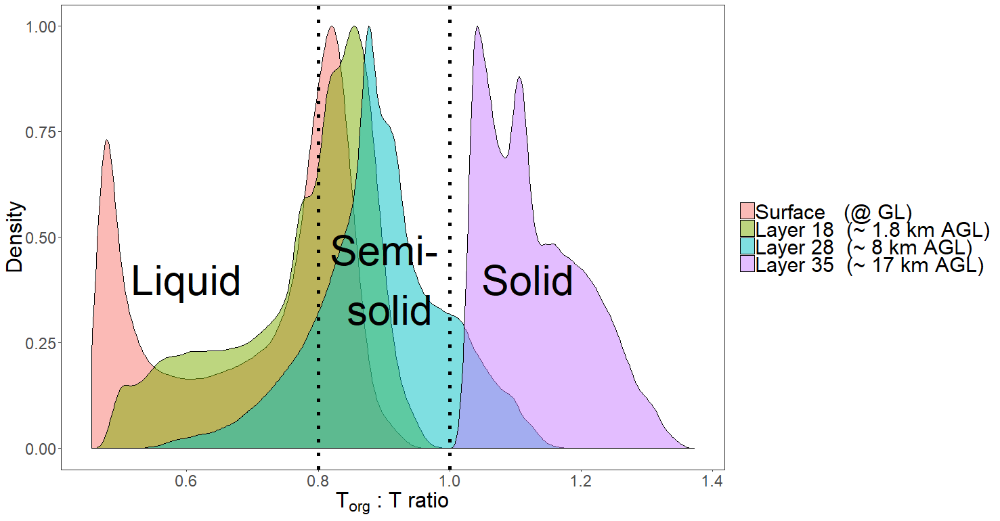 1.00
0.75
0.50
0.25
0.00
Density
Liquid
Semi-
solid
Solid
0.6
0.8
1.0
1.2
1.4
Torg : T ratio
Surface (@ GL)
Layer 18 (~ 1.8 km AGL)
Layer 28 (~ 8 km AGL)
Layer 35 (~ 17 km AGL)